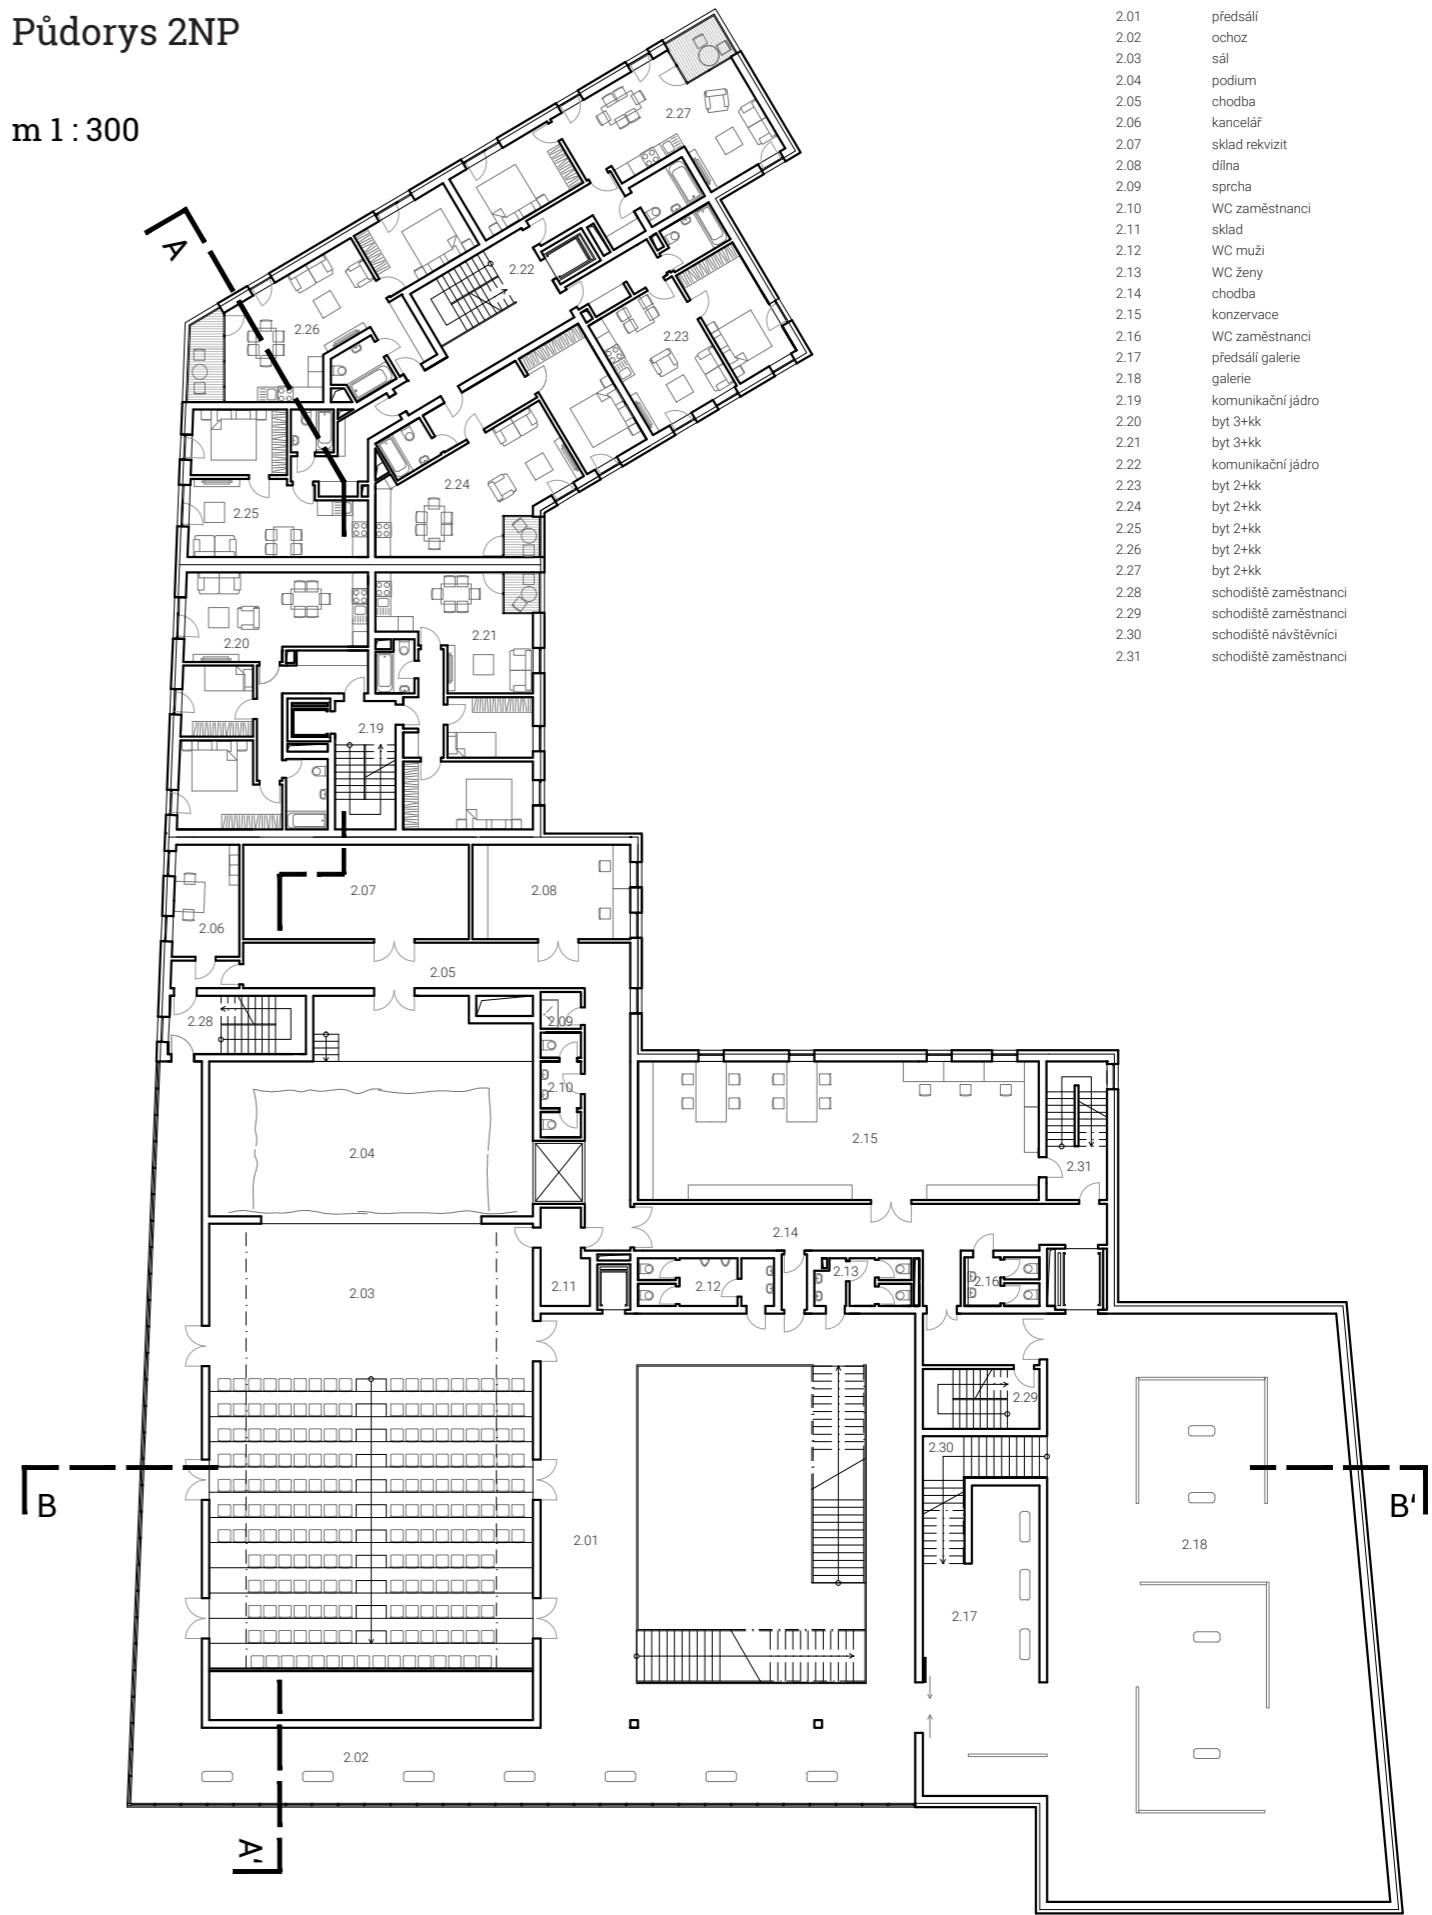 Půdorys 2NP
m 1 : 300
2.01 předsálí
2.02 ochoz
2.03 sál
2.04 podium
2.05 chodba
2.06 kancelář
2.07 sklad rekvizit
2.08 dílna
2.09 sprcha
2.10 WC zaměstnanci
2.11 sklad
2.12 WC muži
2.13 WC ženy
2.14 chodba
2.15 konzervace
2.16 WC zaměstnanci
2.17 předsálí galerie
2.18 galerie
2.19 komunikační jádro
2.20 byt 3+kk
2.21 byt 3+kk
2.22 komunikační jádro
2.23 byt 2+kk
2.24 byt 2+kk
2.25 byt 2+kk
2.26 byt 2+kk
2.27 byt 2+kk
2.28 schodiště zaměstnanci
2.29 schodiště zaměstnanci
2.30 schodiště návštěvníci
2.31 schodiště zaměstnanci
2.27
A
2.22
2.26
2.23
2.24
2.25
2.20
2.21
2.19
2.07
2.08
2.06
2.05
2.28
2.09
2.10
2.04
2.15
2.31
2.14
2.03
2.11
2.12
2.13
2.16
2.29
2.30
B
B‘
2.01
2.18
2.17
2.02
A‘